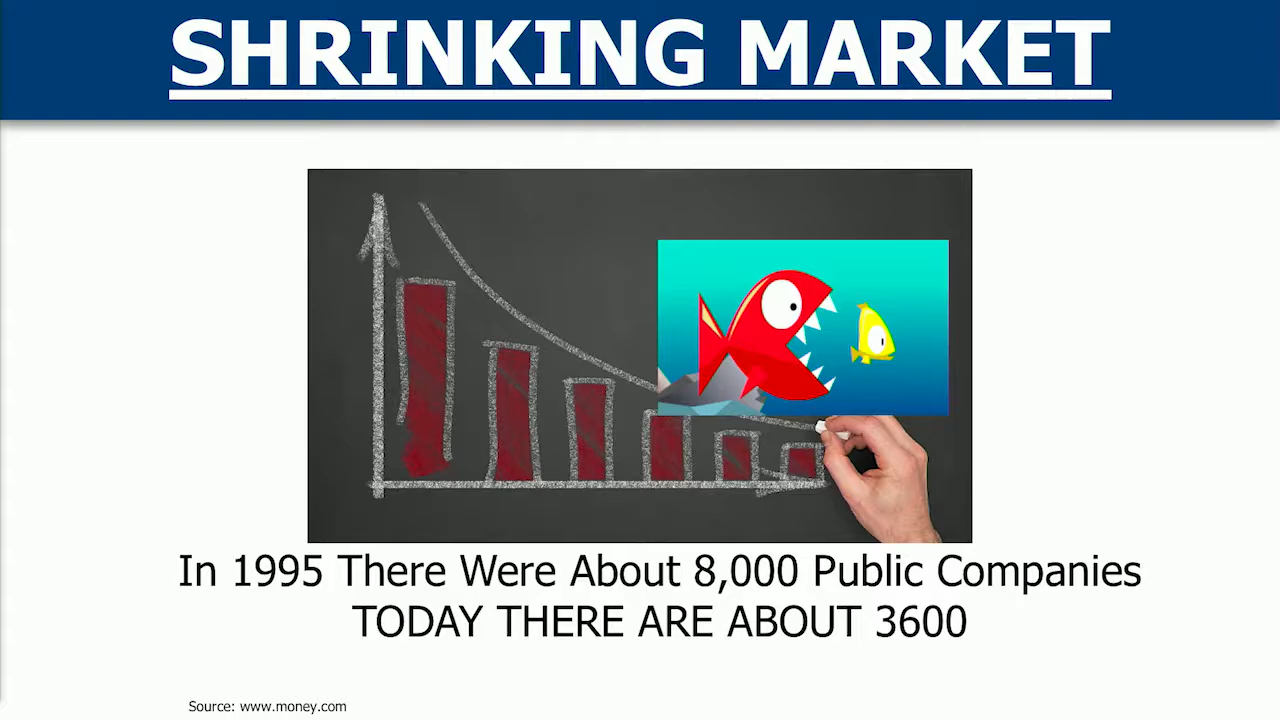 SHRINKING MARKET
In 1995 There Were About 8,000 Public Companies
TODAY THERE ARE ABOUT 3600
Source: www.money.com